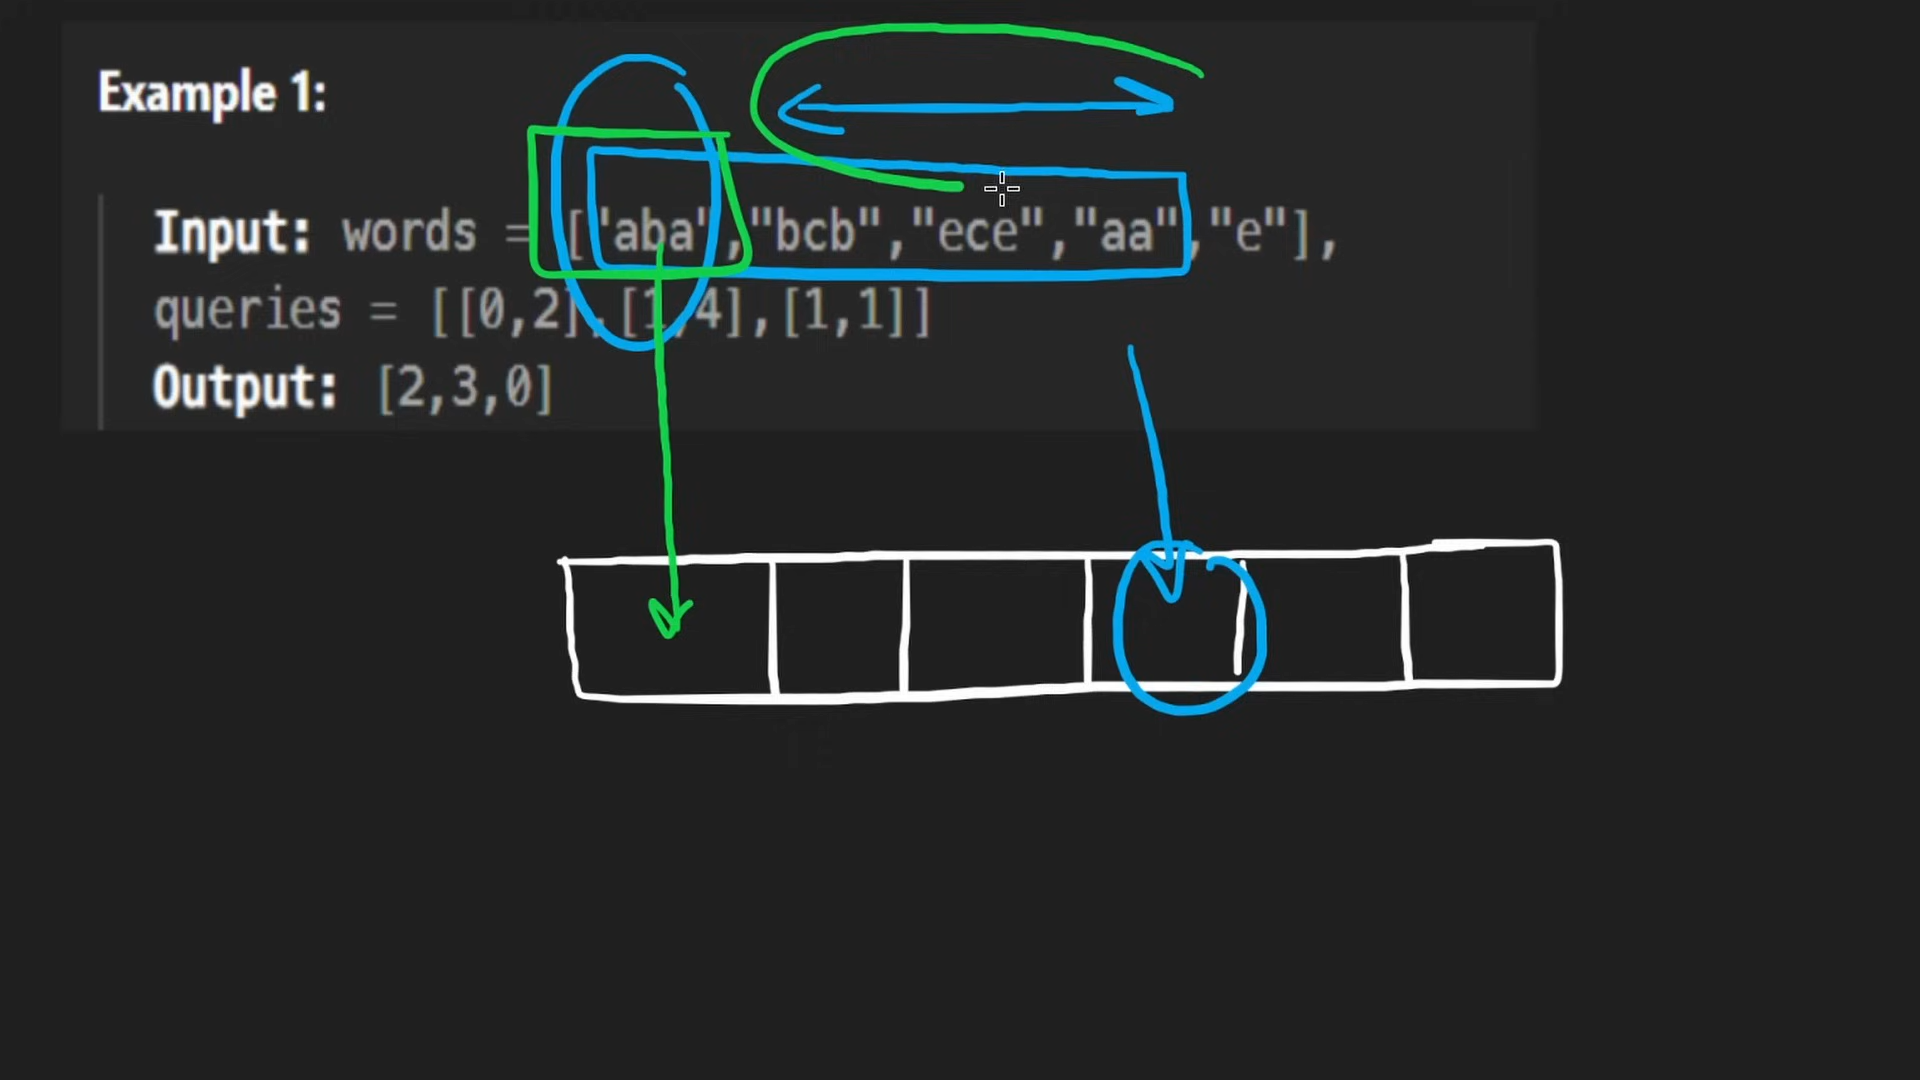 Example 1:
Input: words = ["aba","bcb","ece","aa","e"],
queries = [[0,2],[1,4],[1,1]]
Output: [2,3,0]